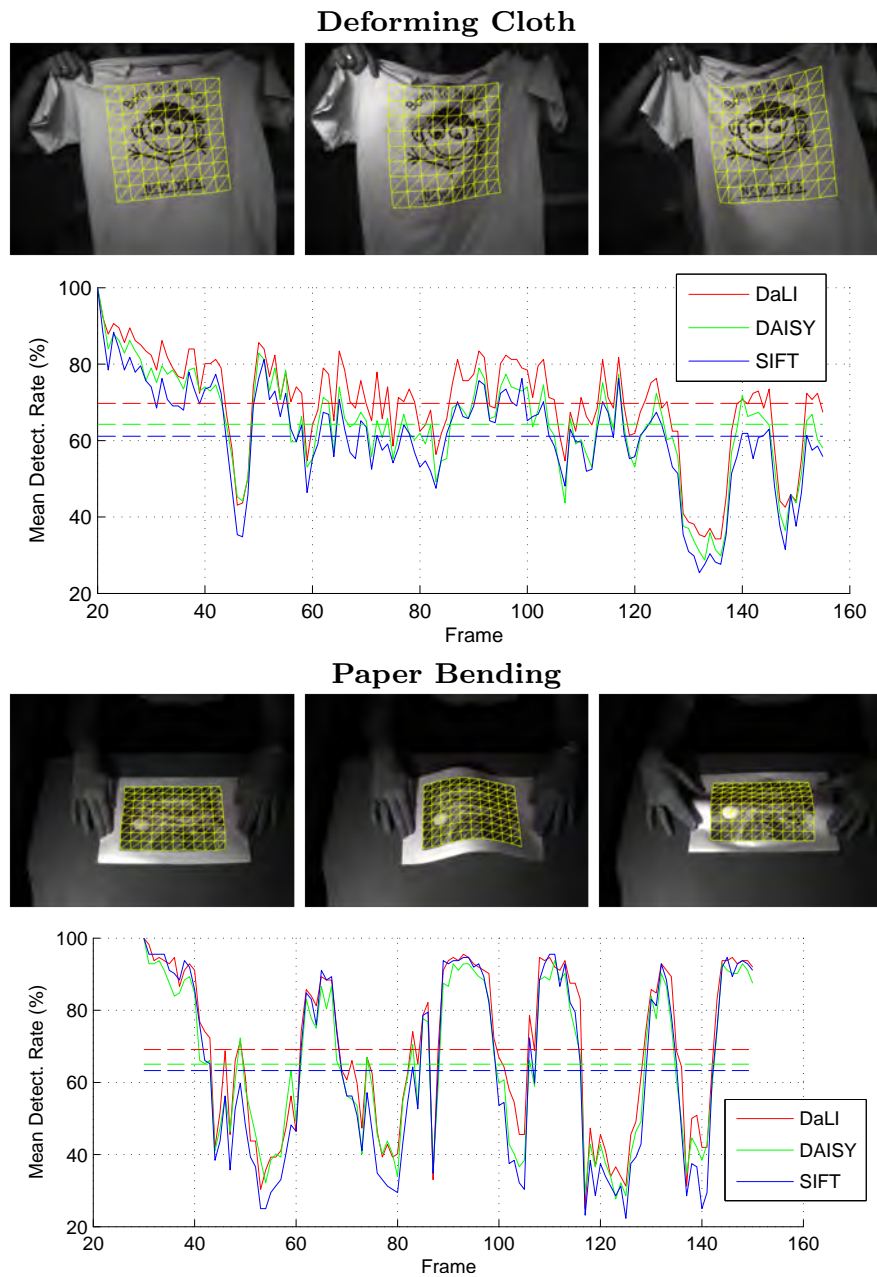 Deforming Cloth
NEW YORK
100
80
60
40
20
20 40 60 80 100 120 140 160
Mean Detect. Rate (%)
Frame
DaLI
DAISY
SIFT
Paper Bending
100
80
60
40
20
20 40 60 80 100 120 140 160
Mean Detect. Rate (%)
Frame
DaLI
DAISY
SIFT